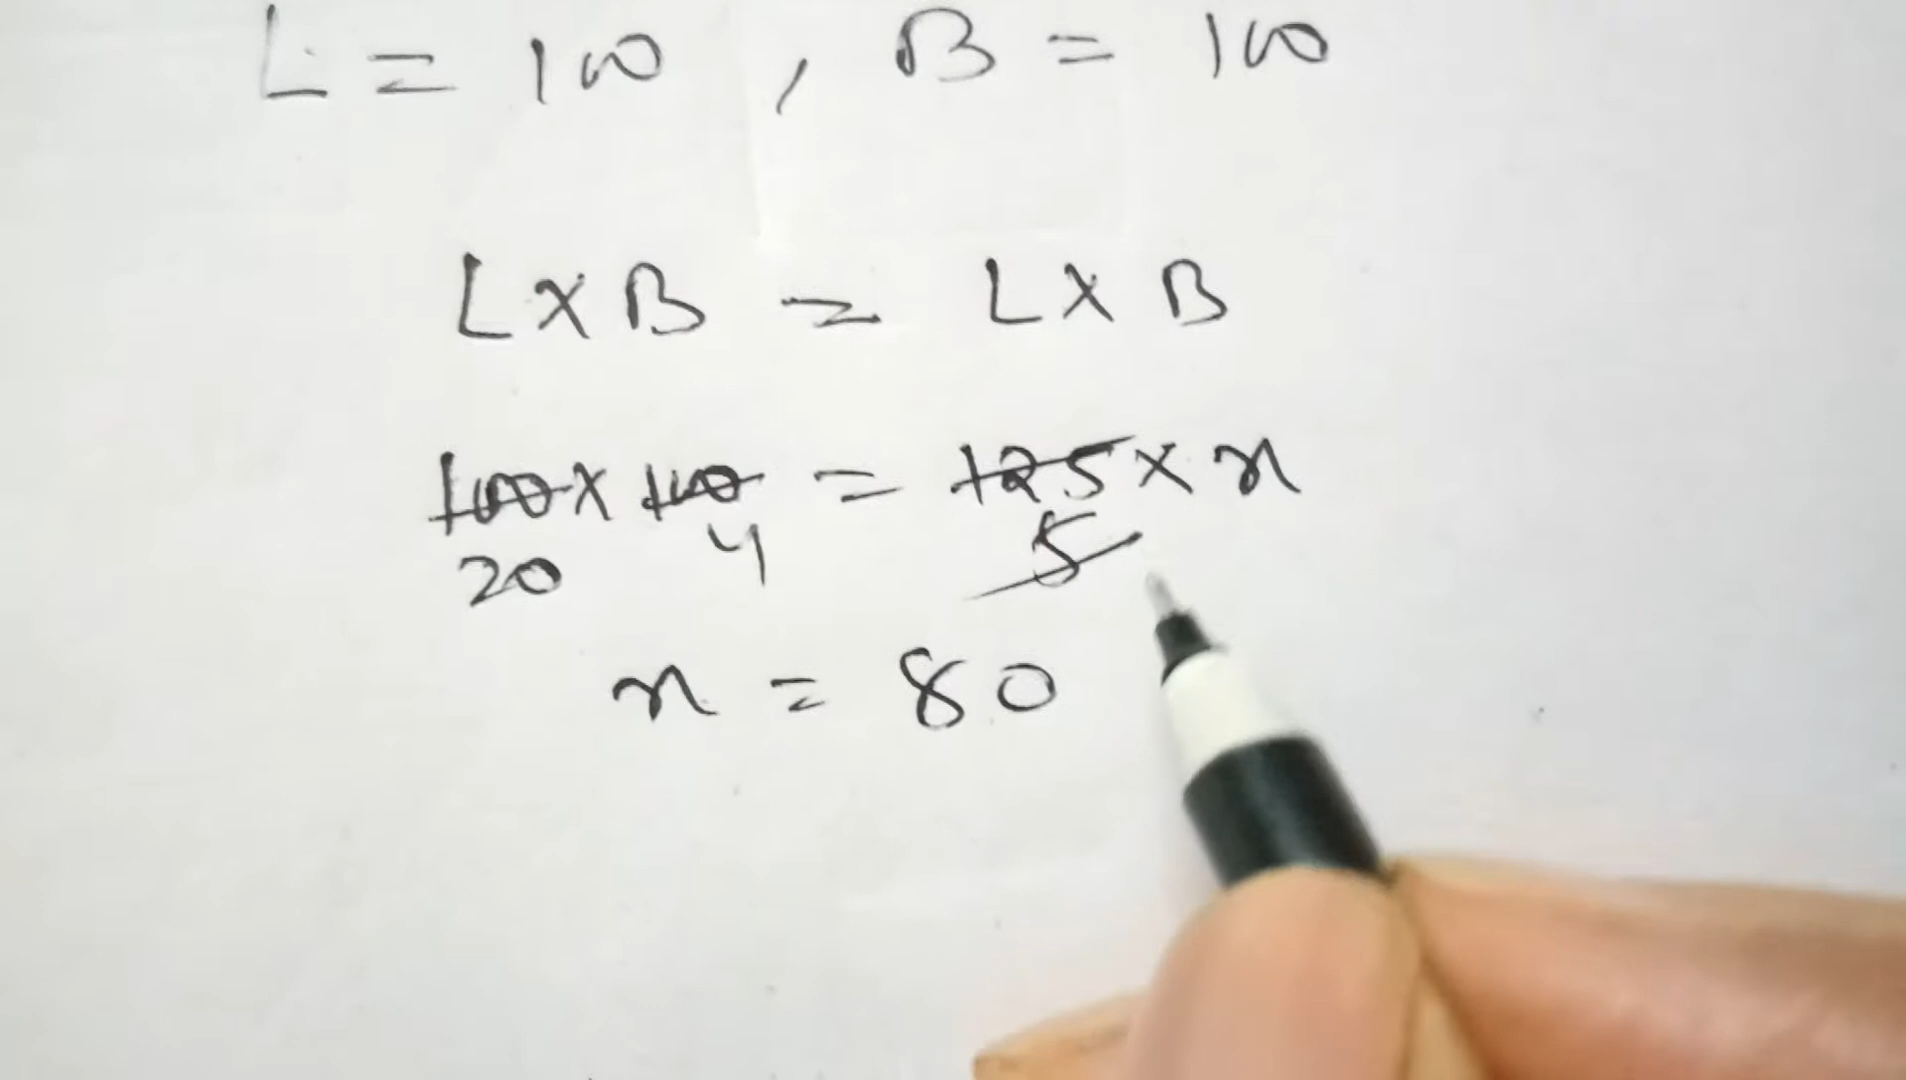 L = 100 , B = 100
L x B = L x B
100 x 100 = 125 x x
20 4 5
x = 80